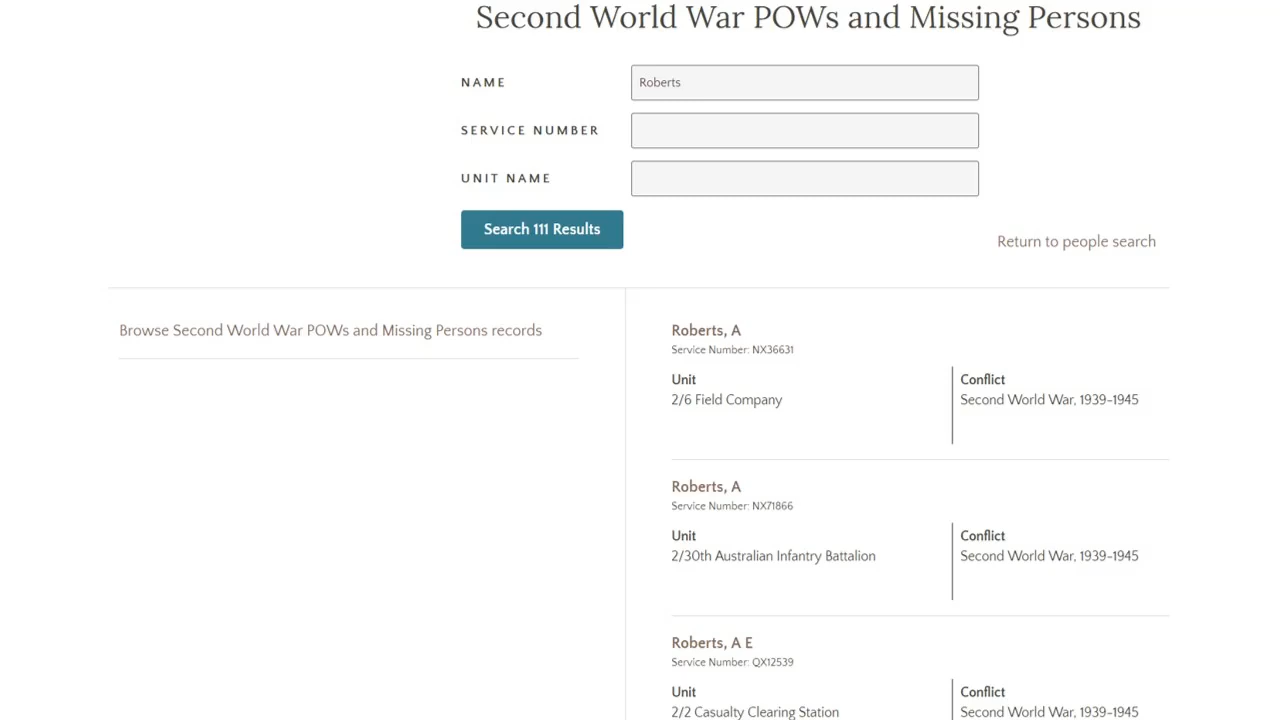 Second World War POWs and Missing Persons
NAME
Roberts
SERVICE NUMBER
UNIT NAME
Search 111 Results
Return to people search
Browse Second World War POWs and Missing Persons records
Roberts, A
Service Number: NX36631
Unit
2/6 Field Company
Conflict
Second World War, 1939-1945
Roberts, A
Service Number: NX71866
Unit
2/30th Australian Infantry Battalion
Conflict
Second World War, 1939-1945
Roberts, A E
Service Number: QX12539
Unit
2/2 Casualty Clearing Station
Conflict
Second World War, 1939-1945